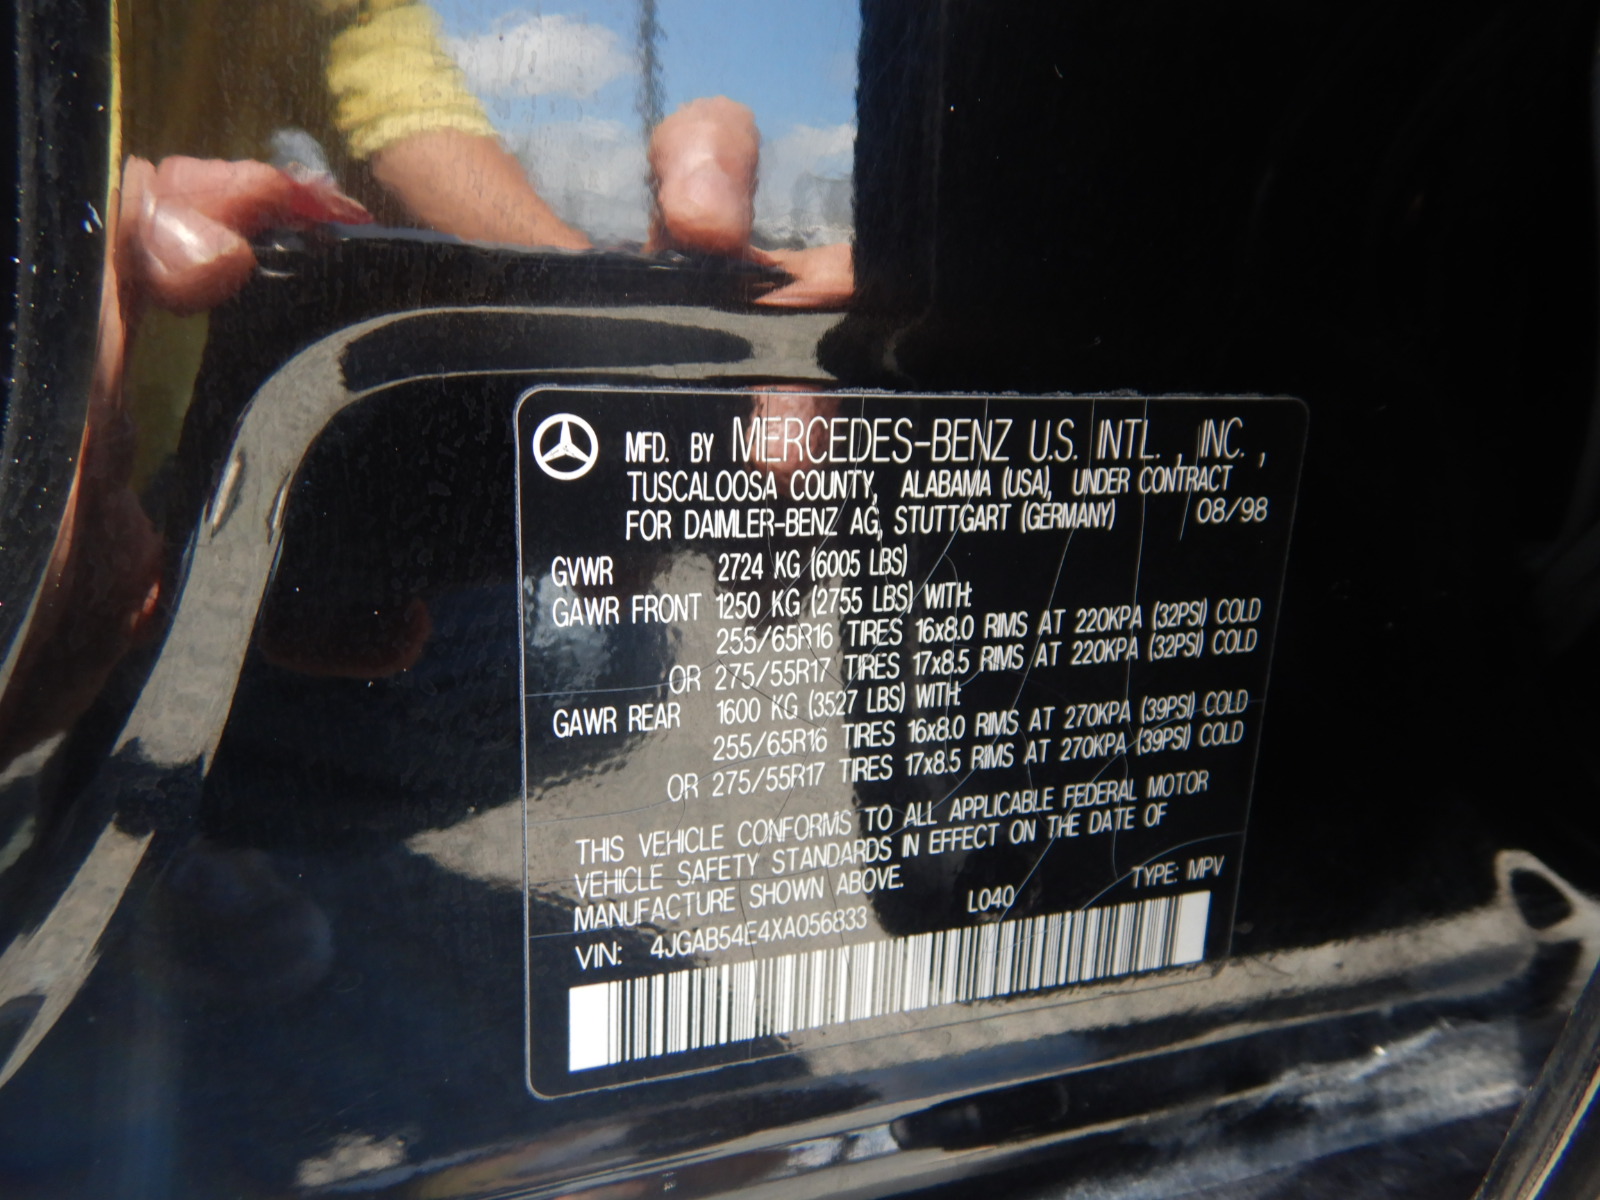 MFD. BY MERCEDES-BENZ U.S. INTL., INC.,
TUSCALOOSA COUNTY, ALABAMA (USA), UNDER CONTRACT
FOR DAIMLER-BENZ AG, STUTTGART (GERMANY) 08/98
GVWR 2724 KG (6005 LBS)
GAWR FRONT 1250 KG (2755 LBS) WITH:
255/65R16 TIRES 16x8.0 RIMS AT 220KPA (32PSI) COLD
OR 275/55R17 TIRES 17x8.5 RIMS AT 220KPA (32PSI) COLD
GAWR REAR 1600 KG (3527 LBS) WITH:
255/65R16 TIRES 16x8.0 RIMS AT 270KPA (39PSI) COLD
OR 275/55R17 TIRES 17x8.5 RIMS AT 270KPA (39PSI) COLD
THIS VEHICLE CONFORMS TO ALL APPLICABLE FEDERAL MOTOR
VEHICLE SAFETY STANDARDS IN EFFECT ON THE DATE OF
MANUFACTURE SHOWN ABOVE.
VIN: 4JGAB54E4XA056833 L040 TYPE: MPV